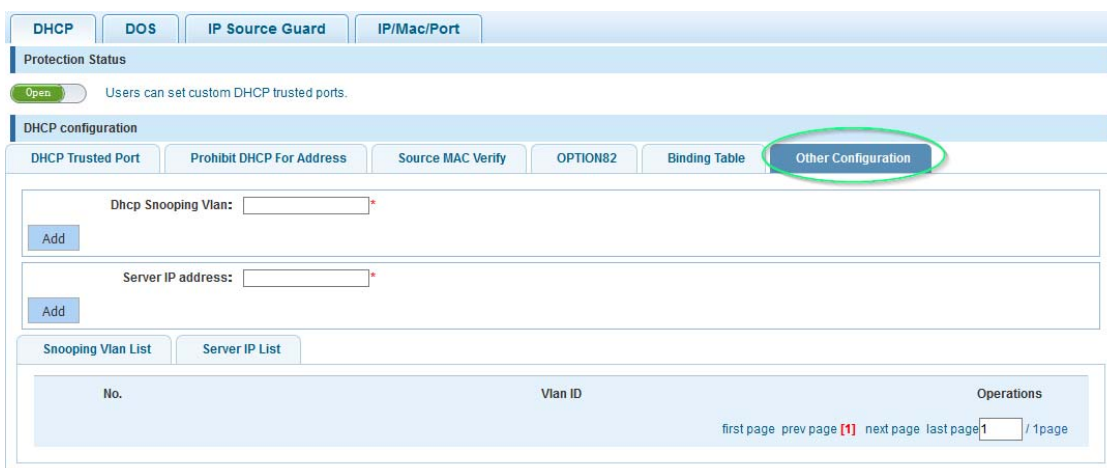 DHCP DOS IP Source Guard IP/Mac/Port
Protection Status
Open Users can set custom DHCP trusted ports.
DHCP configuration
DHCP Trusted Port Prohibit DHCP For Address Source MAC Verify OPTION82 Binding Table Other Configuration
Dhcp Snooping Vlan: *
Add
Server IP address: *
Add
Snooping Vlan List Server IP List
No. Vlan ID Operations
first page prev page [1] next page last page 1 / 1page